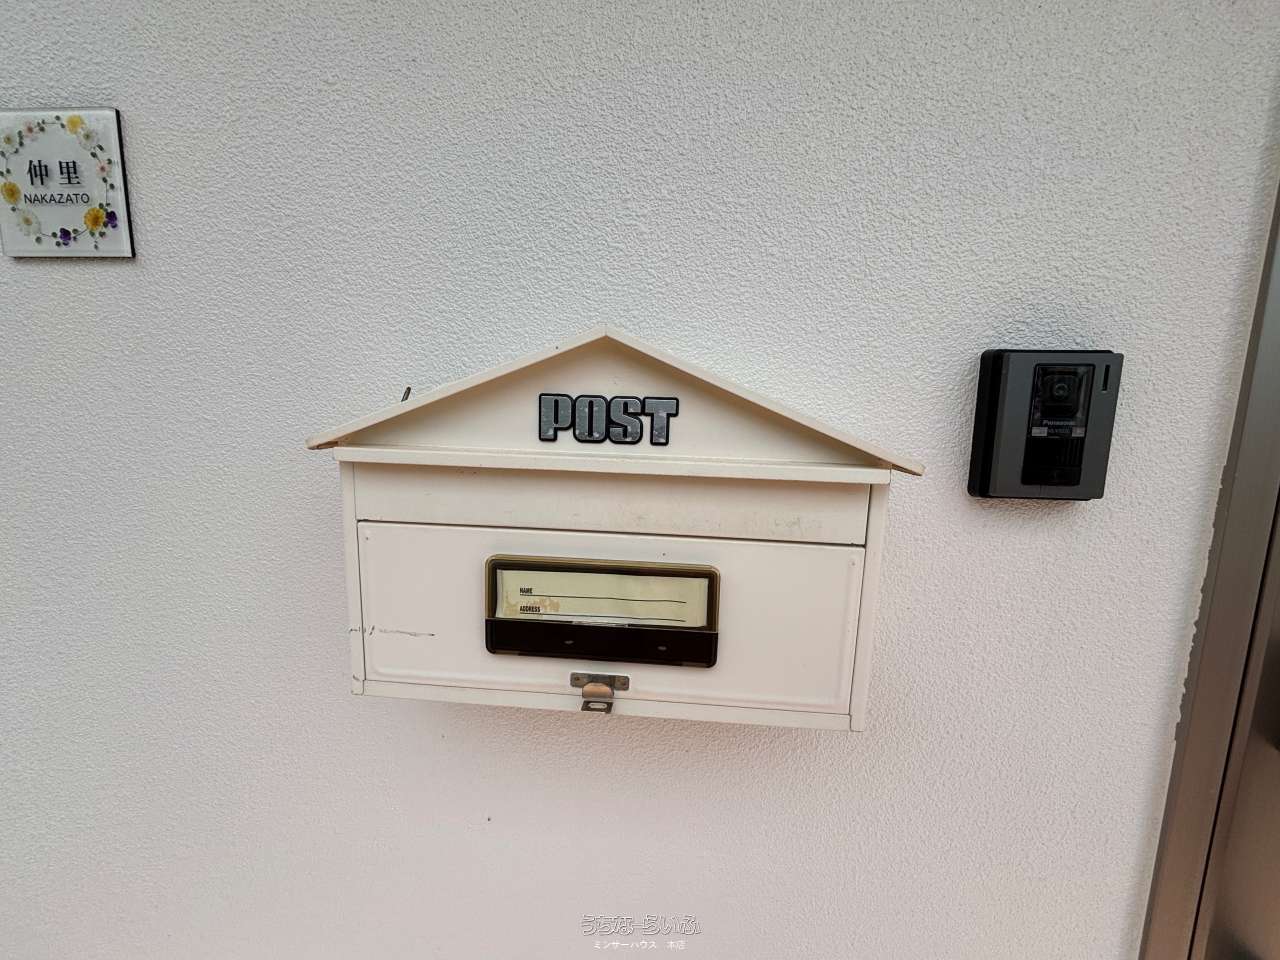 仲里
NAKAZATO
POST
Panasonic
NAME
ADDRESS
うちなーらいふ
ミンサーハウス 本店